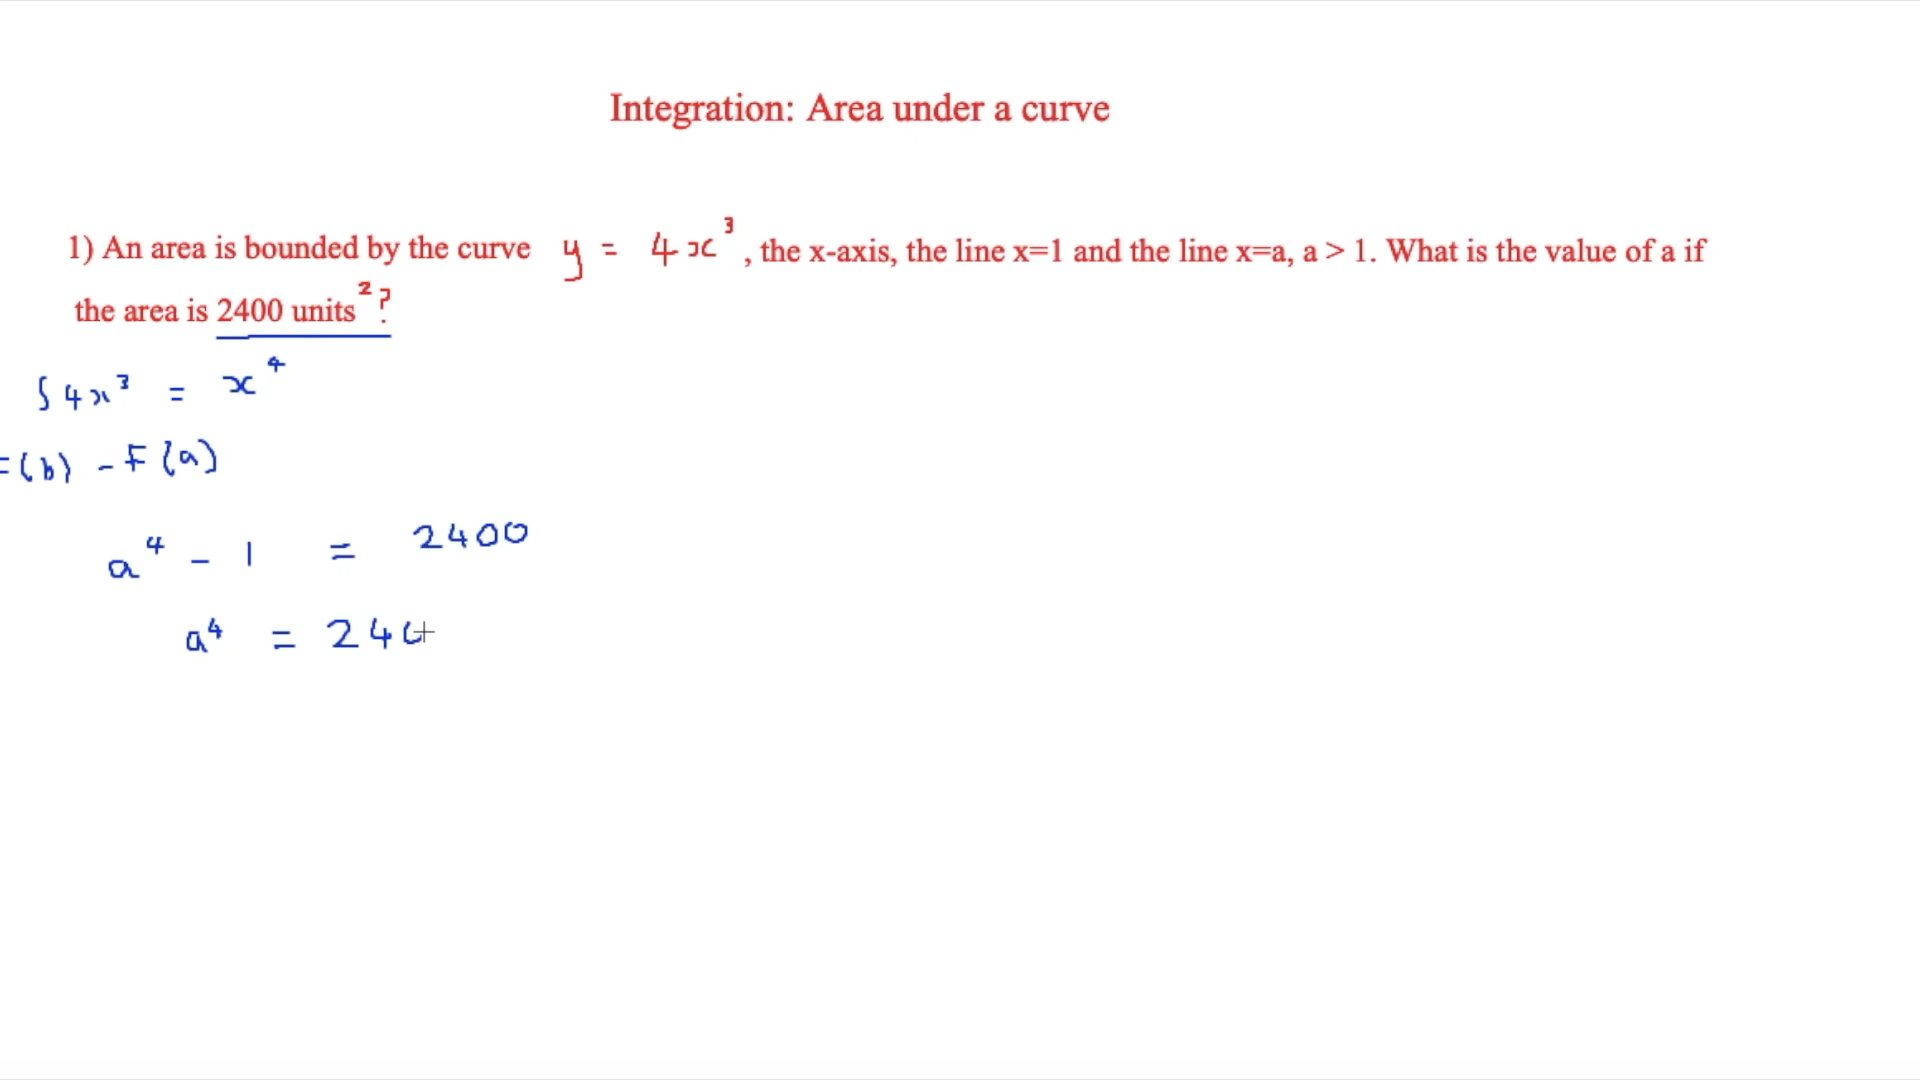 Integration: Area under a curve
1) An area is bounded by the curve y = 4x³, the x-axis, the line x=1 and the line x=a, a > 1. What is the value of a if
the area is 2400 units²?
∫4x³ = x⁴
F(b) - F(a)
a⁴ - 1 = 2400
a⁴ = 24